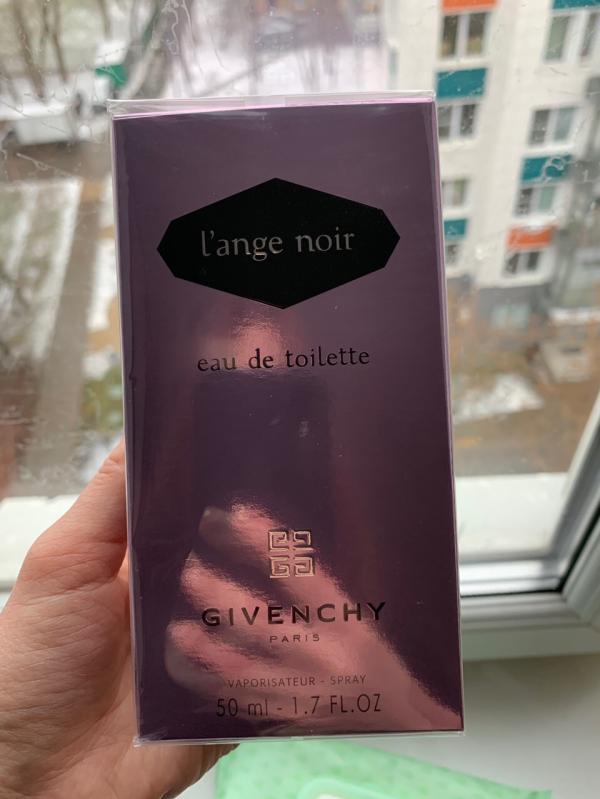 l'ange noir
eau de toilette
GIVENCHY
PARIS
VAPORISATEUR - SPRAY
50 ml - 1.7 FL.OZ